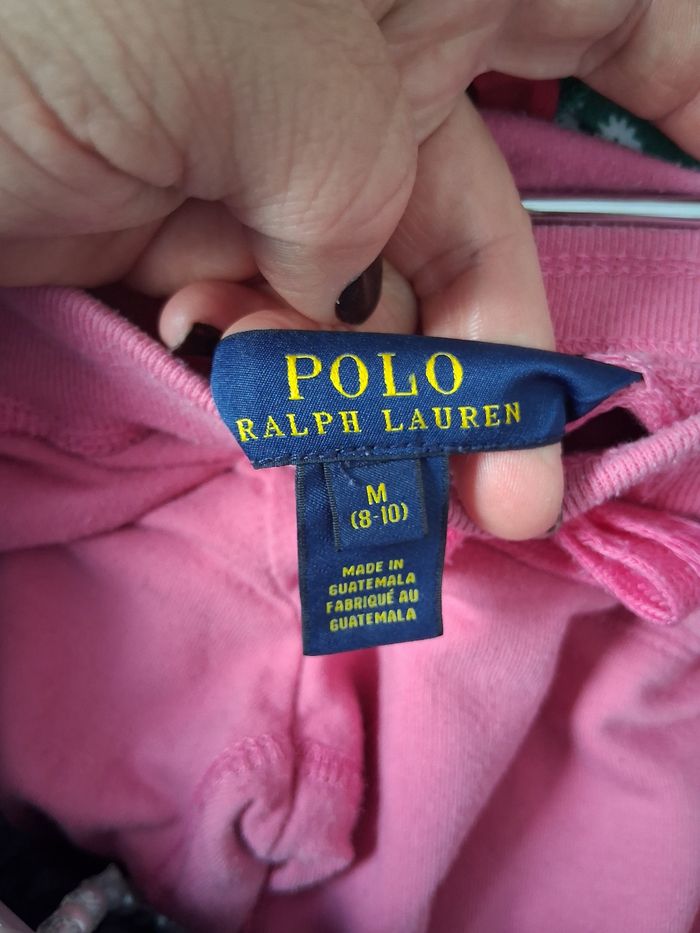 POLO
RALPH LAUREN
M
(8-10)
MADE IN
GUATEMALA
FABRIQUÉ AU
GUATEMALA